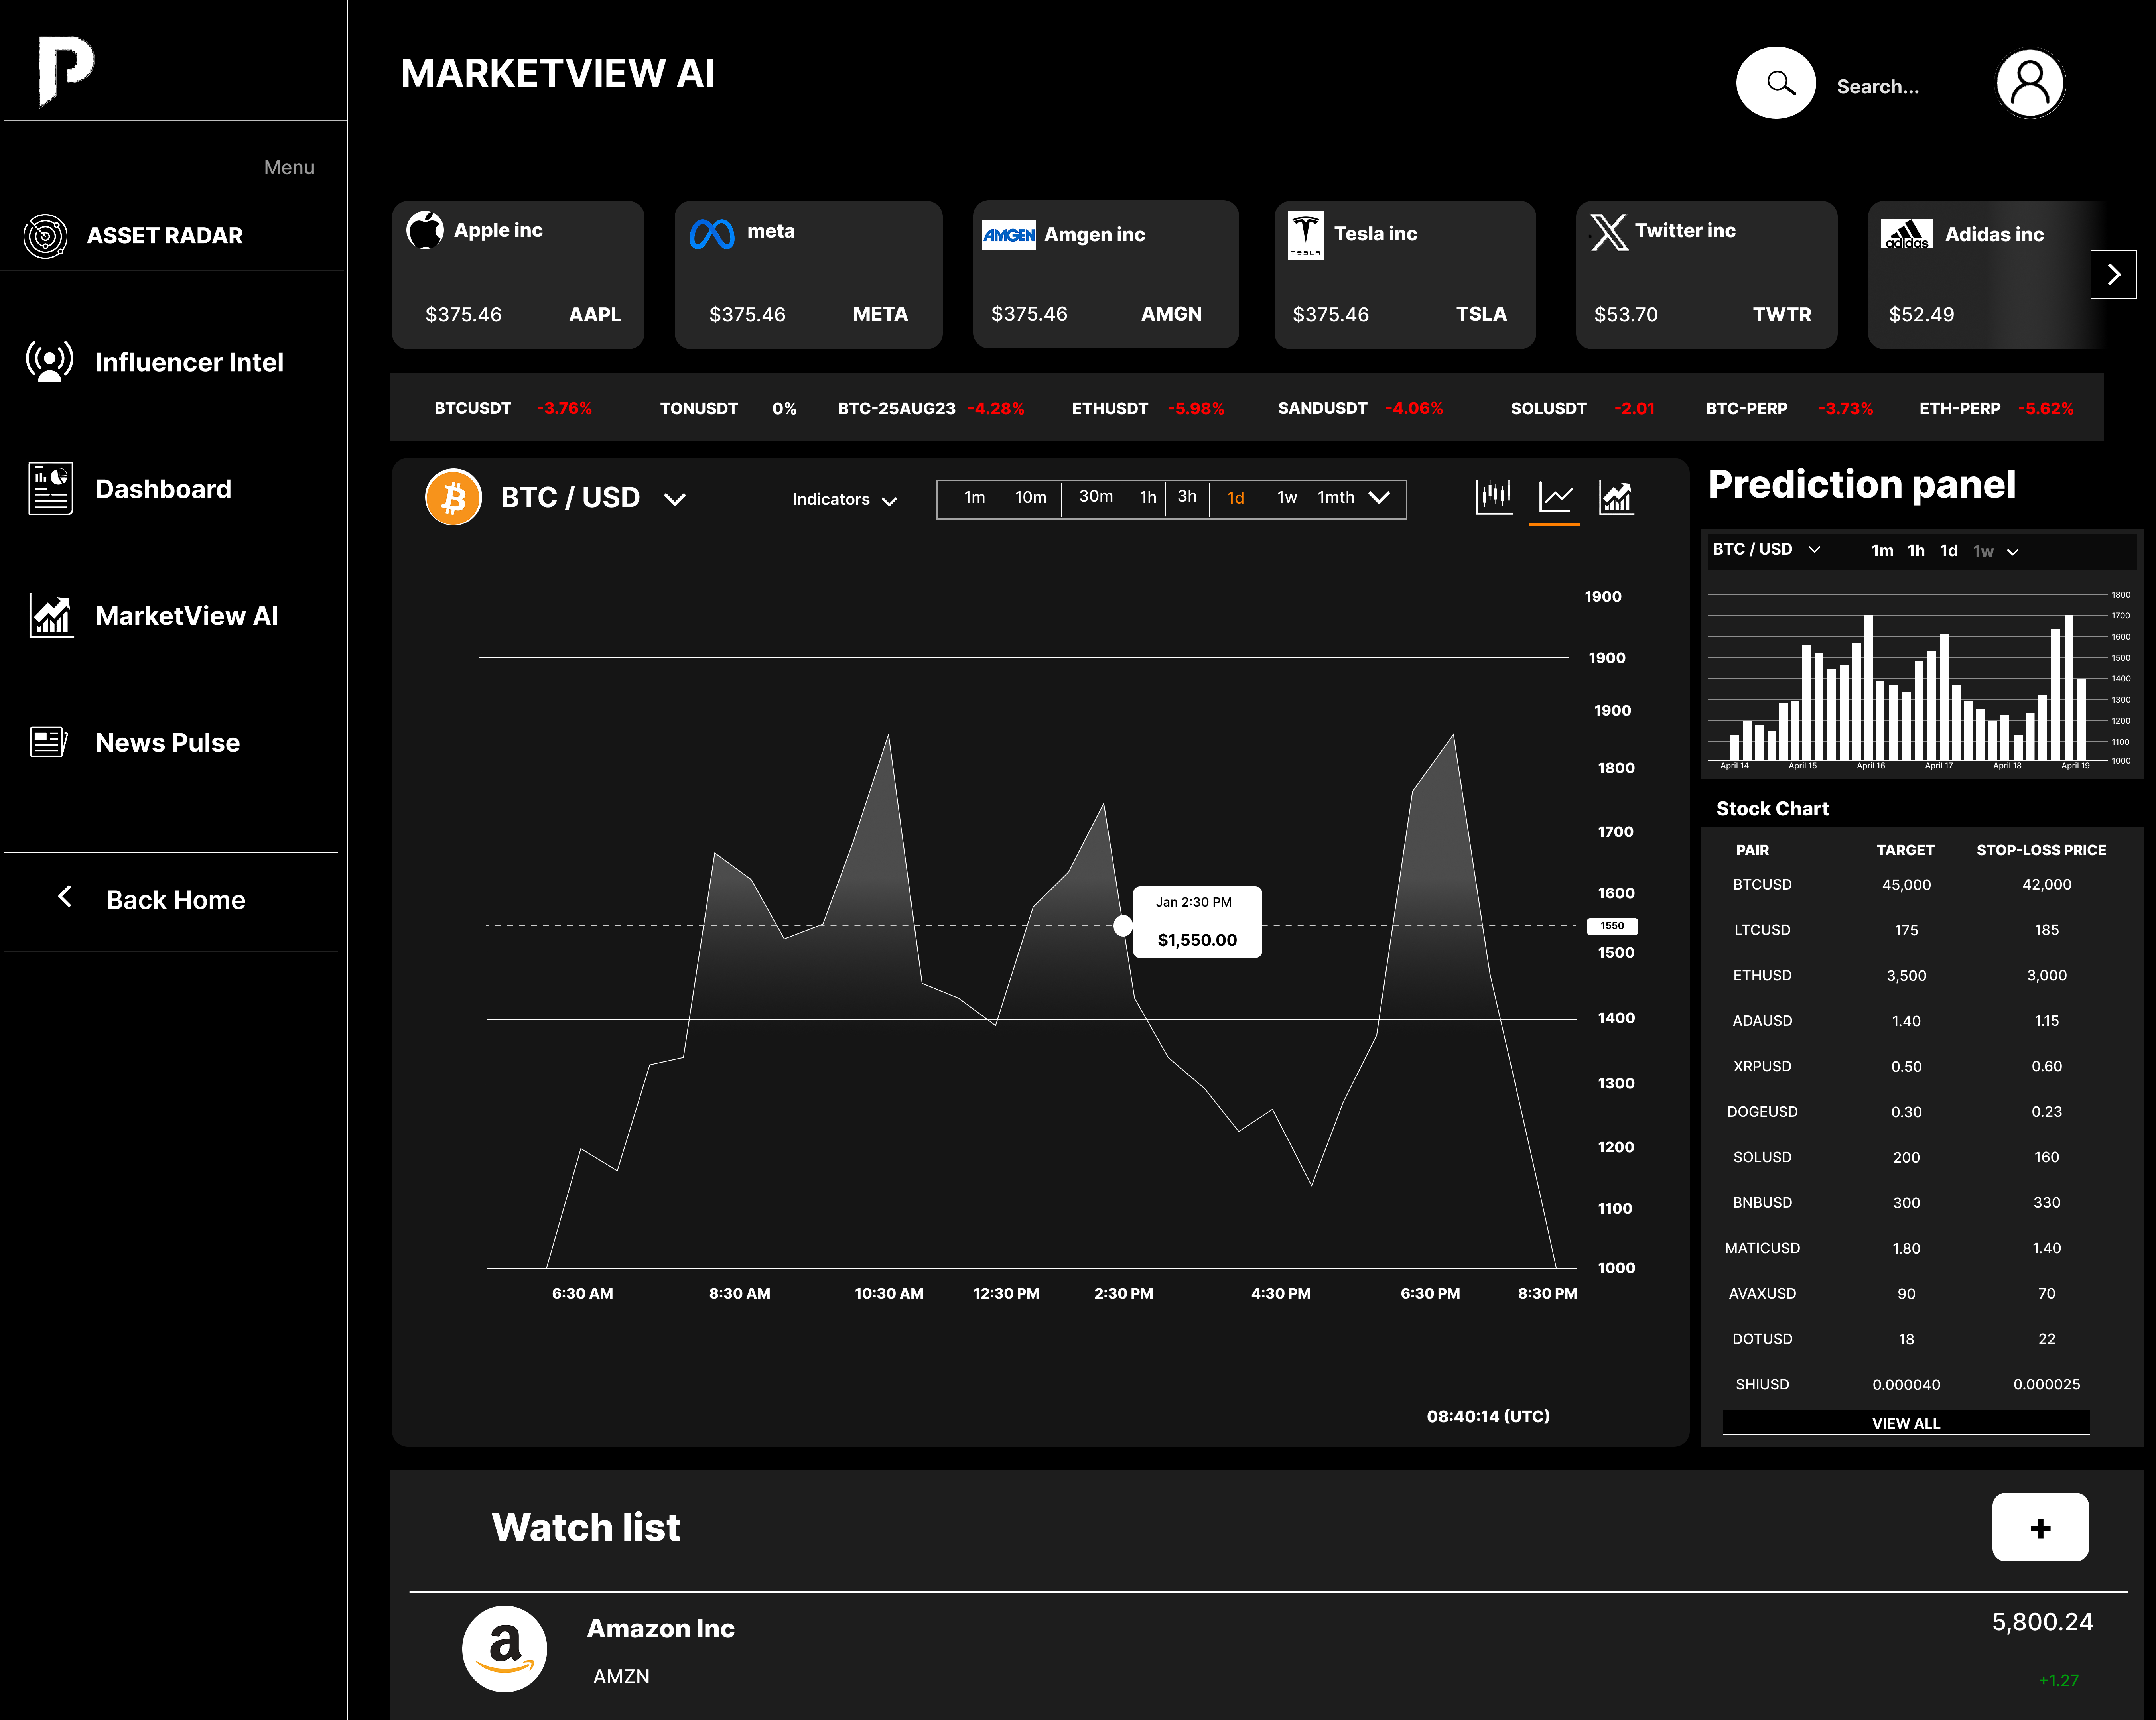 MARKETVIEW AI
Search...
Menu
ASSET RADAR
Influencer Intel
Dashboard
MarketView AI
News Pulse
Back Home
Apple inc
$375.46 AAPL
meta
$375.46 META
AMGEN Amgen inc
$375.46 AMGN
TESLA Tesla inc
$375.46 TSLA
Twitter inc
$53.70 TWTR
adidas Adidas inc
$52.49
BTCUSDT -3.76% TONUSDT 0% BTC-25AUG23 -4.28% ETHUSDT -5.98% SANDUSDT -4.06% SOLUSDT -2.01 BTC-PERP -3.73% ETH-PERP -5.62%
BTC / USD Indicators 1m 10m 30m 1h 3h 1d 1w 1mth
1900
1900
1900
1800
1700
1600
1550
1500
1400
1300
1200
1100
1000
Jan 2:30 PM
$1,550.00
6:30 AM 8:30 AM 10:30 AM 12:30 PM 2:30 PM 4:30 PM 6:30 PM 8:30 PM
08:40:14 (UTC)
Prediction panel
BTC / USD 1m 1h 1d 1w
1800
1700
1600
1500
1400
1300
1200
1100
1000
April 14 April 15 April 16 April 17 April 18 April 19
Stock Chart
PAIR TARGET STOP-LOSS PRICE
BTCUSD 45,000 42,000
LTCUSD 175 185
ETHUSD 3,500 3,000
ADAUSD 1.40 1.15
XRPUSD 0.50 0.60
DOGEUSD 0.30 0.23
SOLUSD 200 160
BNBUSD 300 330
MATICUSD 1.80 1.40
AVAXUSD 90 70
DOTUSD 18 22
SHIUSD 0.000040 0.000025
VIEW ALL
Watch list
+
Amazon Inc 5,800.24
AMZN +1.27